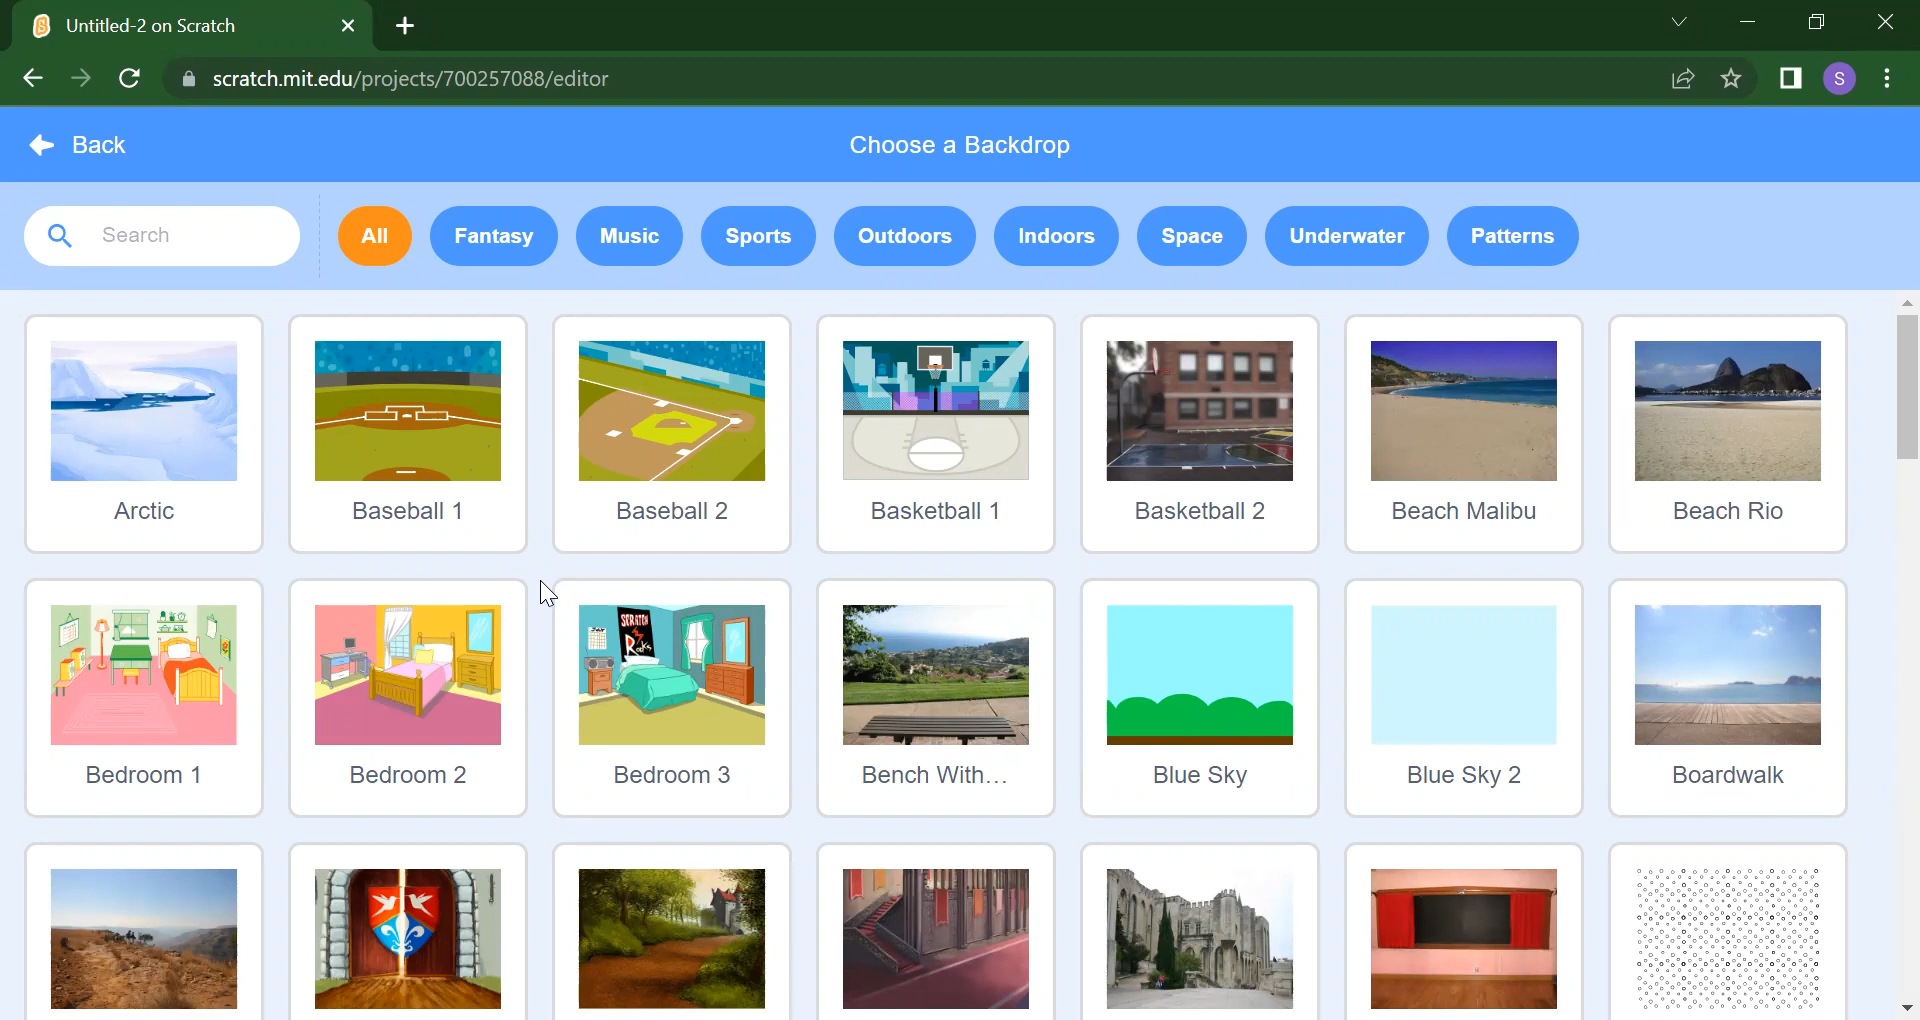 Untitled-2 on Scratch
scratch.mit.edu/projects/700257088/editor
S
Back
Choose a Backdrop
Search
All
Fantasy
Music
Sports
Outdoors
Indoors
Space
Underwater
Patterns
Arctic
Baseball 1
Baseball 2
Basketball 1
Basketball 2
Beach Malibu
Beach Rio
SCRATCH
Rocks
Bedroom 1
Bedroom 2
Bedroom 3
Bench With...
Blue Sky
Blue Sky 2
Boardwalk